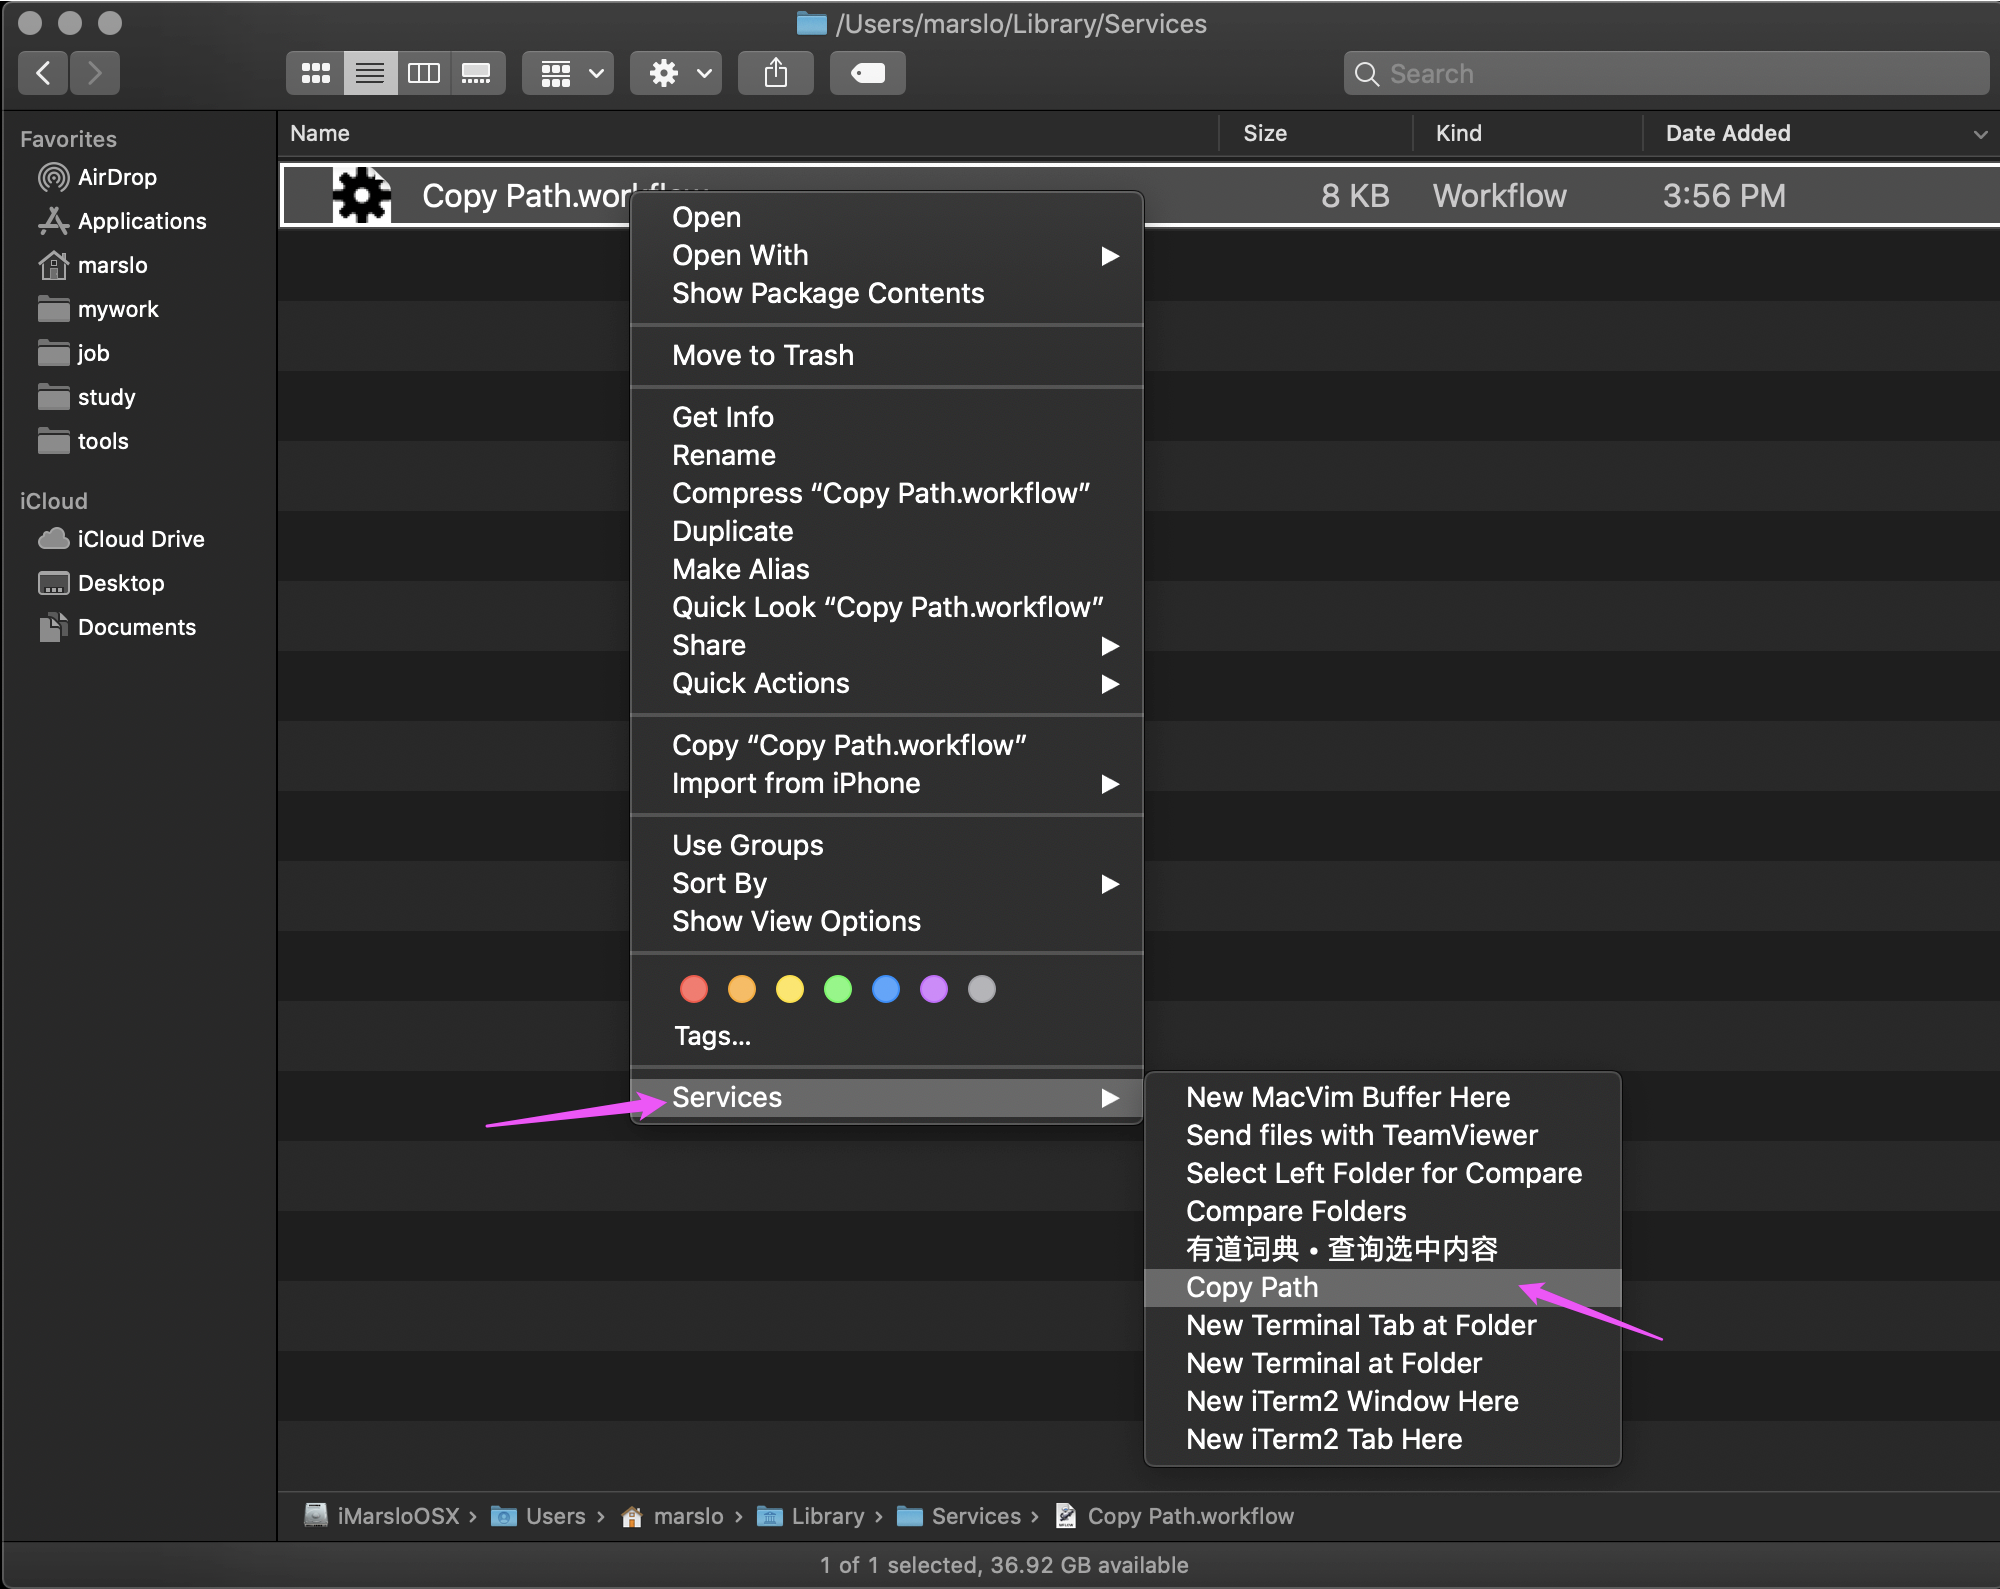 /Users/marslo/Library/Services
Search
Favorites
AirDrop
Applications
marslo
mywork
job
study
tools
iCloud
iCloud Drive
Desktop
Documents
Name Size Kind Date Added
Copy Path.workflow 8 KB Workflow 3:56 PM
Open
Open With
Show Package Contents
Move to Trash
Get Info
Rename
Compress “Copy Path.workflow”
Duplicate
Make Alias
Quick Look “Copy Path.workflow”
Share
Quick Actions
Copy “Copy Path.workflow”
Import from iPhone
Use Groups
Sort By
Show View Options
Tags...
Services
New MacVim Buffer Here
Send files with TeamViewer
Select Left Folder for Compare
Compare Folders
有道词典 • 查询选中内容
Copy Path
New Terminal Tab at Folder
New Terminal at Folder
New iTerm2 Window Here
New iTerm2 Tab Here
iMarsloOSX › Users › marslo › Library › Services › Copy Path.workflow
1 of 1 selected, 36.92 GB available